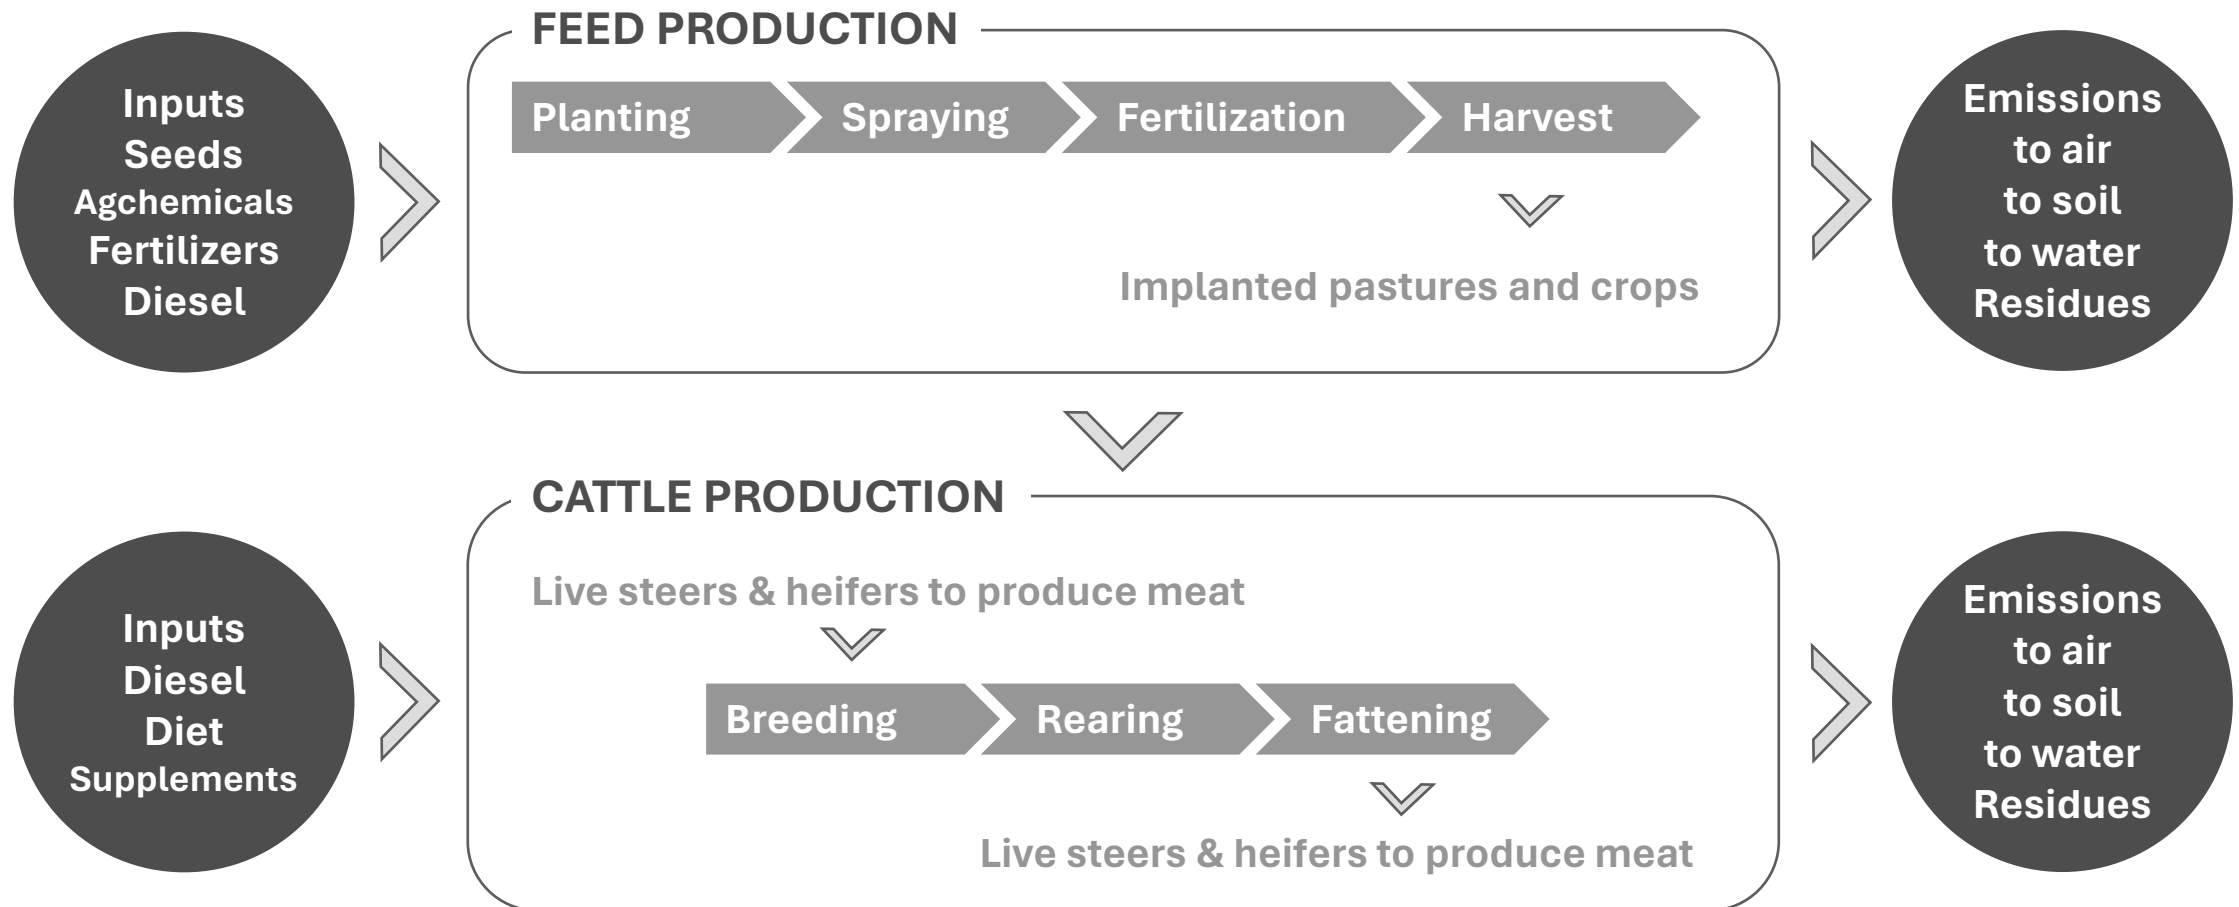 Inputs
Seeds
Agchemicals
Fertilizers
Diesel
FEED PRODUCTION
Planting
Spraying
Fertilization
Harvest
Implanted pastures and crops
Emissions
to air
to soil
to water
Residues
Inputs
Diesel
Diet
Supplements
CATTLE PRODUCTION
Live steers & heifers to produce meat
Breeding
Rearing
Fattening
Live steers & heifers to produce meat
Emissions
to air
to soil
to water
Residues